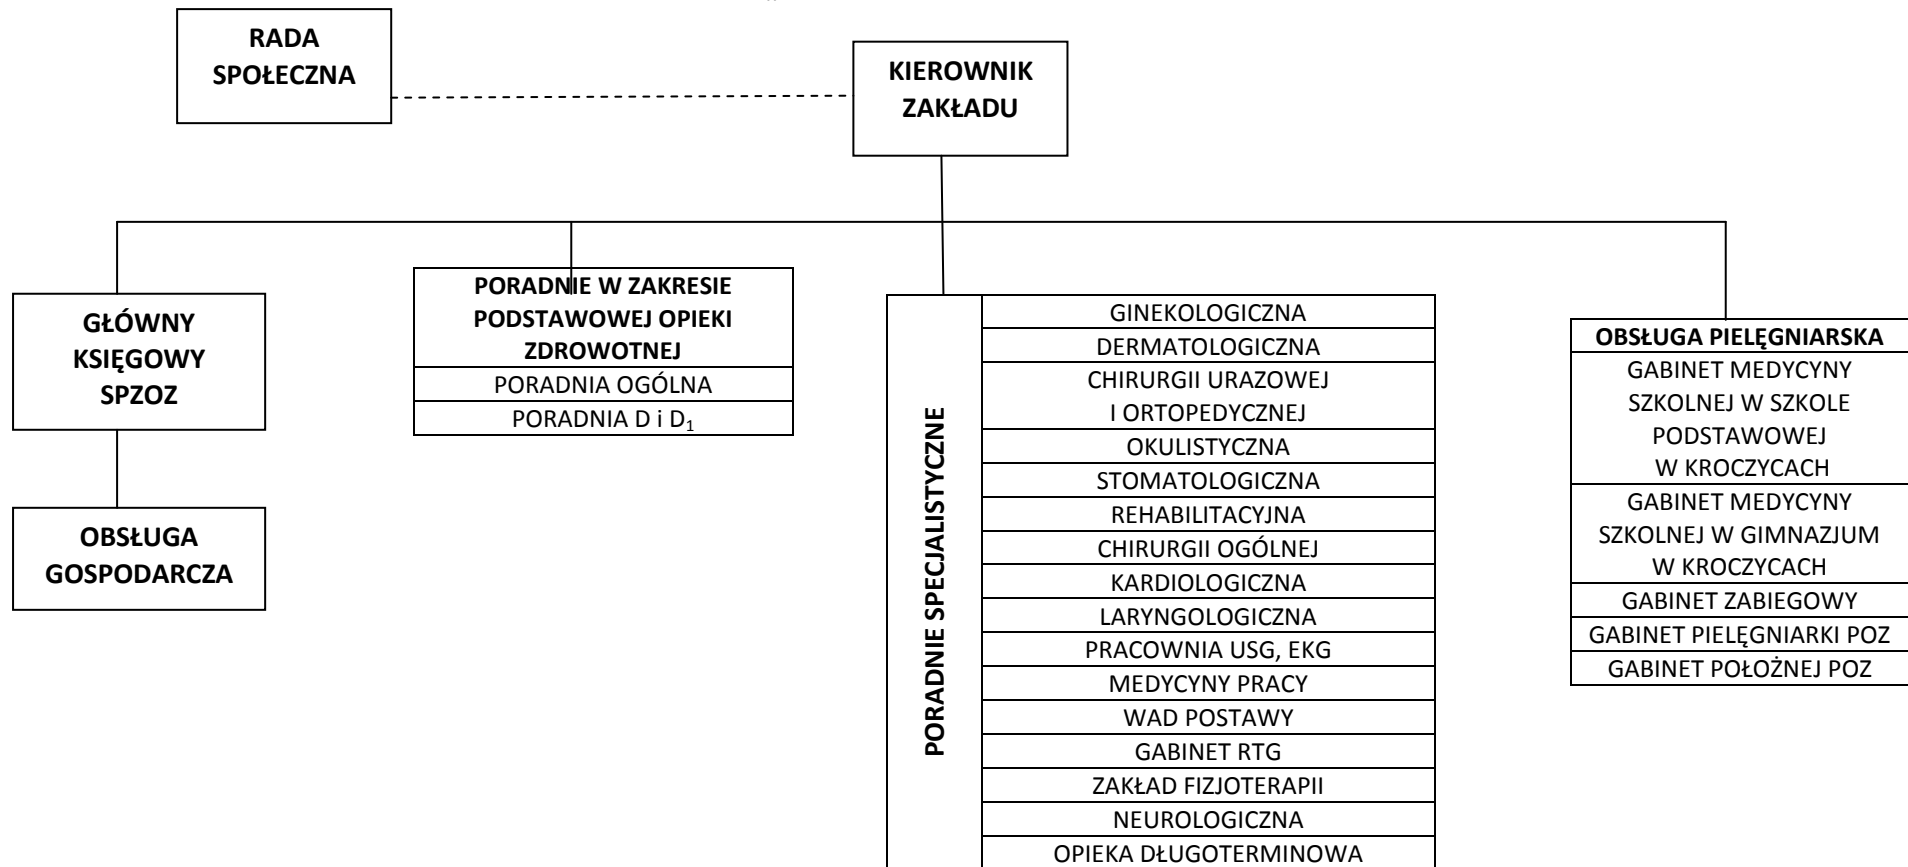 RADA
SPOŁECZNA
KIEROWNIK
ZAKŁADU
GŁÓWNY
KSIĘGOWY
SPZOZ
OBSŁUGA
GOSPODARCZA
PORADNIE W ZAKRESIE
PODSTAWOWEJ OPIEKI
ZDROWOTNEJ
PORADNIA OGÓLNA
PORADNIA D i D₁
PORADNIE SPECJALISTYCZNE
GINEKOLOGICZNA
DERMATOLOGICZNA
CHIRURGII URAZOWEJ
I ORTOPEDYCZNEJ
OKULISTYCZNA
STOMATOLOGICZNA
REHABILITACYJNA
CHIRURGII OGÓLNEJ
KARDIOLOGICZNA
LARYNGOLOGICZNA
PRACOWNIA USG, EKG
MEDYCYNY PRACY
WAD POSTAWY
GABINET RTG
ZAKŁAD FIZJOTERAPII
NEUROLOGICZNA
OPIEKA DŁUGOTERMINOWA
OBSŁUGA PIELĘGNIARSKA
GABINET MEDYCYNY
SZKOLNEJ W SZKOLE
PODSTAWOWEJ
W KROCZYCACH
GABINET MEDYCYNY
SZKOLNEJ W GIMNAZJUM
W KROCZYCACH
GABINET ZABIEGOWY
GABINET PIELĘGNIARKI POZ
GABINET POŁOŻNEJ POZ